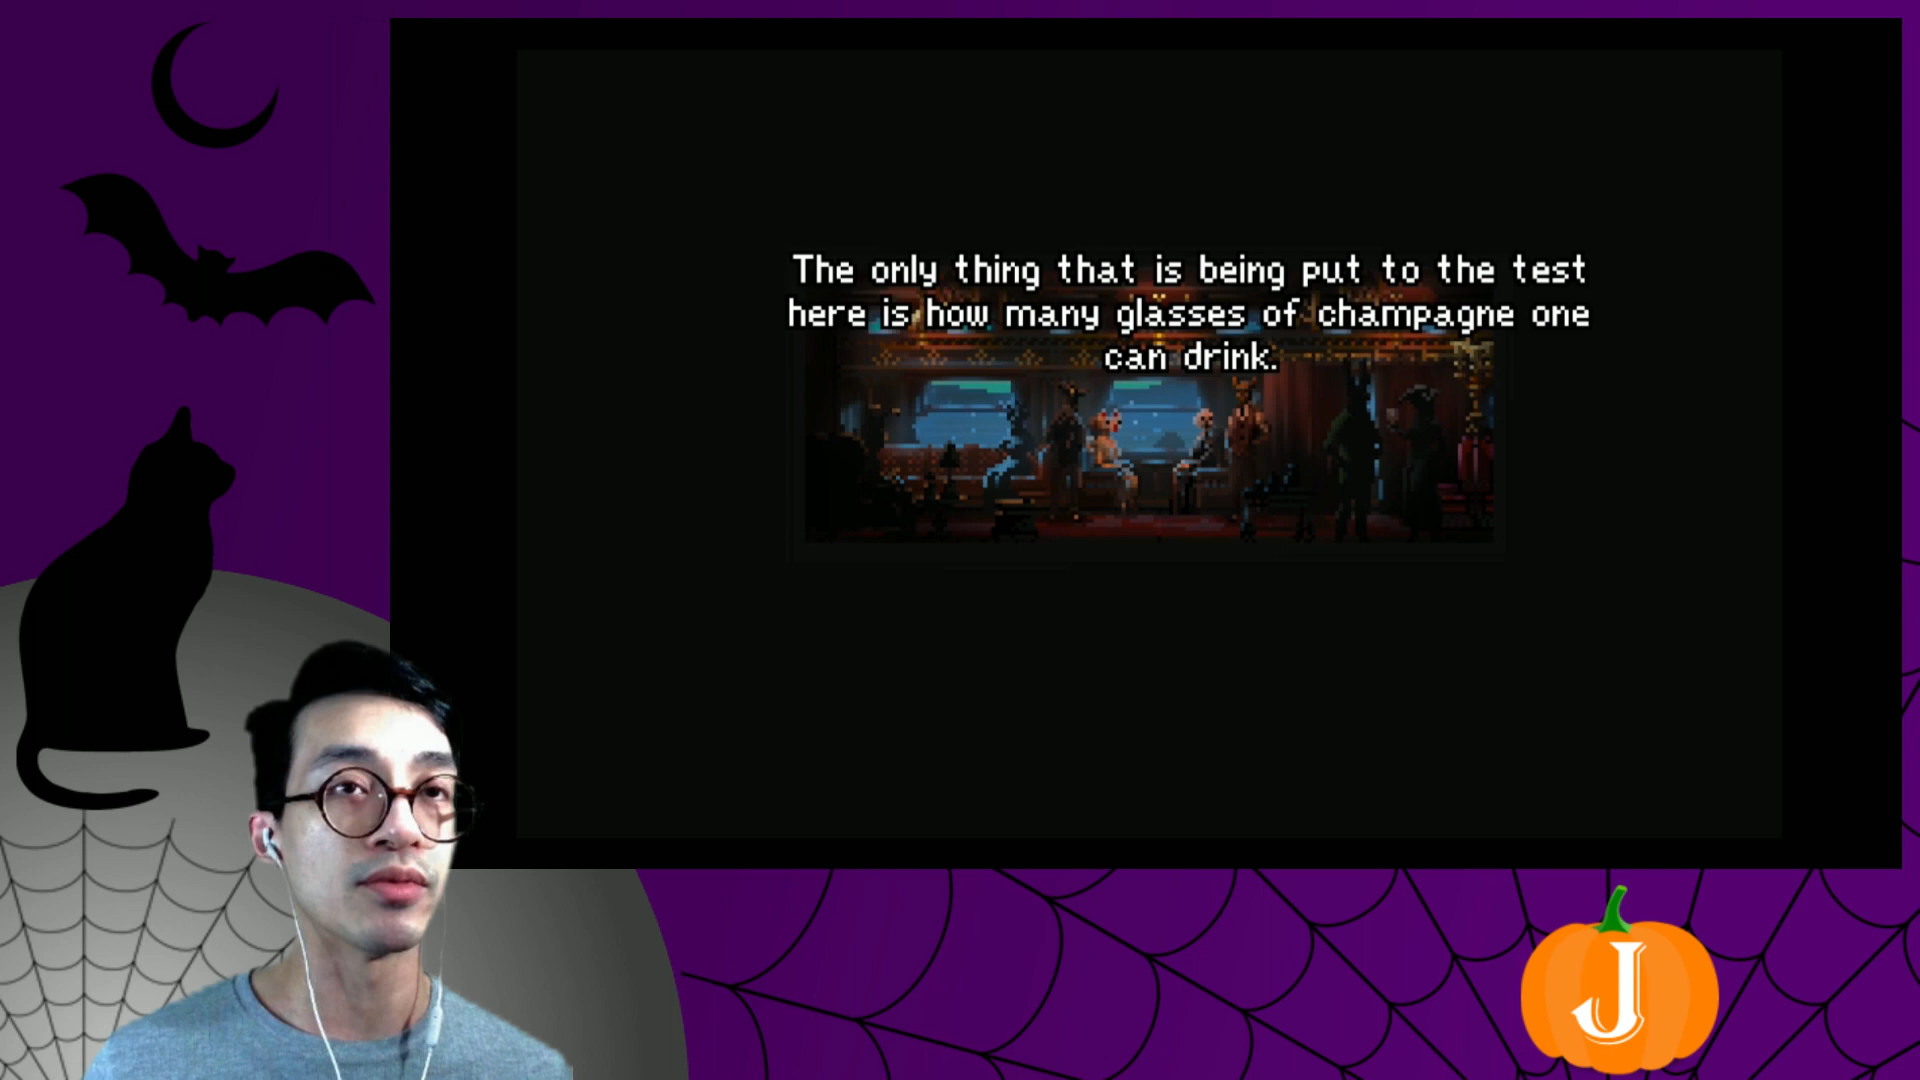 The only thing that is being put to the test
here is how many glasses of champagne one
can drink.
J